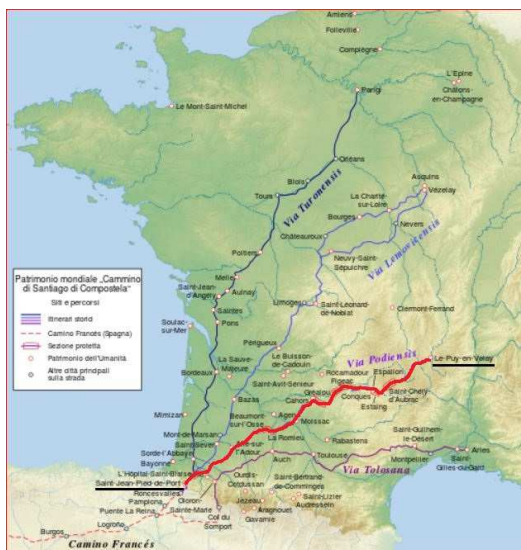 Amiens
Folleville
Compiègne
L'Epine
Châlons-
en-Champagne
Parigi
Le Mont-Saint-Michel
Orléans
Blois
Tours
Via Turonensis
Asquins
Vézelay
La Charité-
sur-Loire
Bourges
Nevers
Châteauroux
Neuvy-Saint-
Sépulchre
Via Lemovicensis
Poitiers
Melle
Saint-Jean-
d'Angely
Aulnay
Saintes
Pons
Limoges
Saint-Léonard-
de-Noblat
Clermont-Ferrand
Patrimonio mondiale „Cammino
di Santiago di Compostela"
Siti e percorsi
Itinerari storici
Camino Francés (Spagna)
Sezione protetta
Patrimonio dell'Umanità
Altre città principali
sulla strada
Soulac-
sur-Mer
Périgueux
La Sauve-
Majeure
Le Buisson-
de-Cadouin
Via Podiensis
Le-Puy-en-Velay
Bordeaux
Saint-Avit-Sénieur
Rocamadour
Figeac
Espalion
Gréalou
Cahors
Conques
Estaing
Saint-Chély
d'Aubrac
Bazas
Mimizan
Beaumont-
sur-l'Osse
Agen
Moissac
La Romieu
Mont-de-Marsan
Saint-Sever
Aire-sur
l'Adour
Rabastens
Saint-Guilhem-
le-Désert
Sorde-l'Abbaye
Bayonne
Auch
Toulouse
Montpellier
Arles
Saint-
Gilles-du-Gard
Via Tolosana
L'Hôpital-Saint-Blaise
Saint-Jean-Pied-de-Port
Roncesvalles
Pamplona
Puente La Reina
Oloron-
Sainte-Marie
Saint-Bertrand-
de-Comminges
Saint-Lizier
Audressein
Jézeau
Aragnouet
Gavarnie
Col du
Somport
Logroño
Burgos
Camino Francés